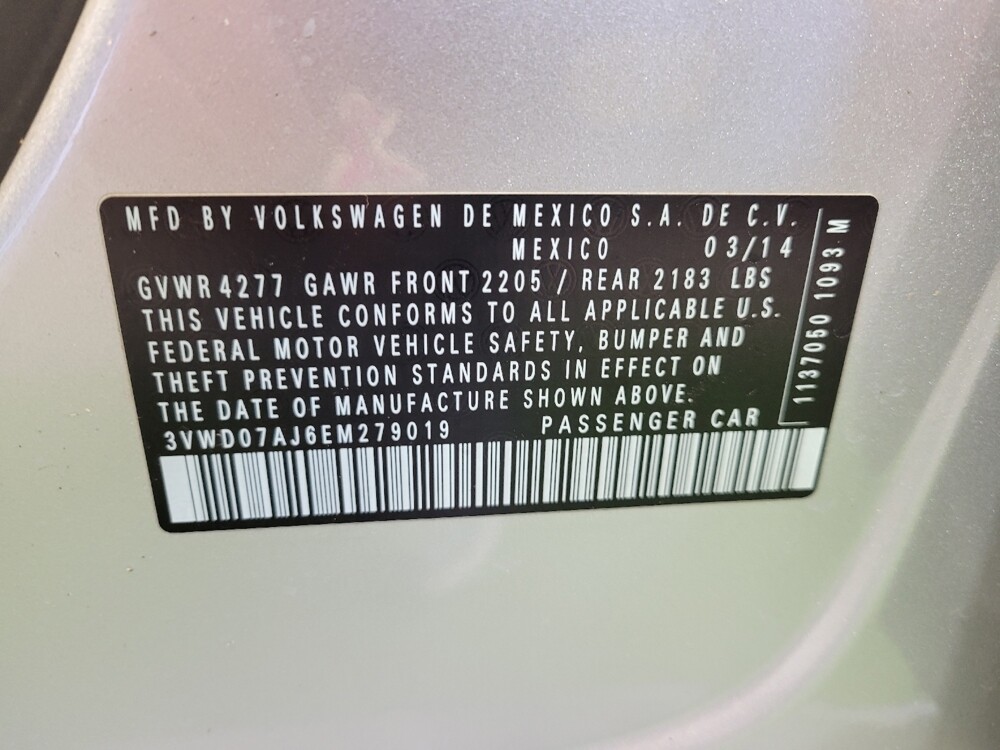 MFD BY VOLKSWAGEN DE MEXICO S.A. DE C.V.
MEXICO 03/14
GVWR 4277 GAWR FRONT 2205 / REAR 2183 LBS
THIS VEHICLE CONFORMS TO ALL APPLICABLE U.S.
FEDERAL MOTOR VEHICLE SAFETY, BUMPER AND
THEFT PREVENTION STANDARDS IN EFFECT ON
THE DATE OF MANUFACTURE SHOWN ABOVE.
3VWD07AJ6EM279019 PASSENGER CAR
1137050 1093 M